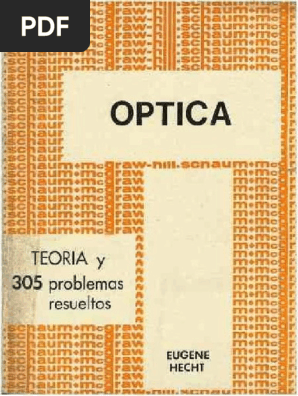 PDF
OPTICA
TEORIA y
305 problemas
resueltos
EUGENE
HECHT